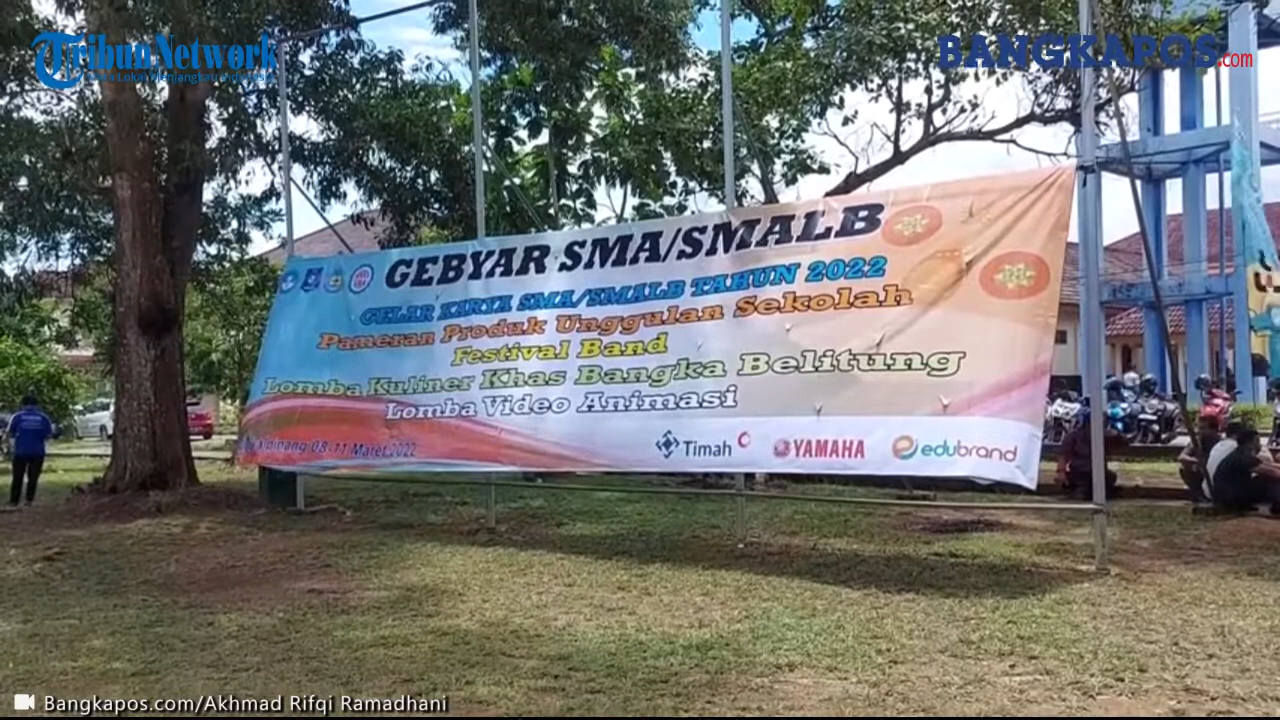 Tribun Network
BANGKAPOS.com
GEBYAR SMA/SMALB
GELAR KARYA SMA/SMALB TAHUN 2022
Pameran Produk Unggulan Sekolah
Festival Band
Lomba Kuliner Khas Bangka Belitung
Lomba Video Animasi
pinang 08-11 Maret 2022
Timah
YAMAHA
edubrand
Bangkapos.com/Akhmad Rifqi Ramadhani